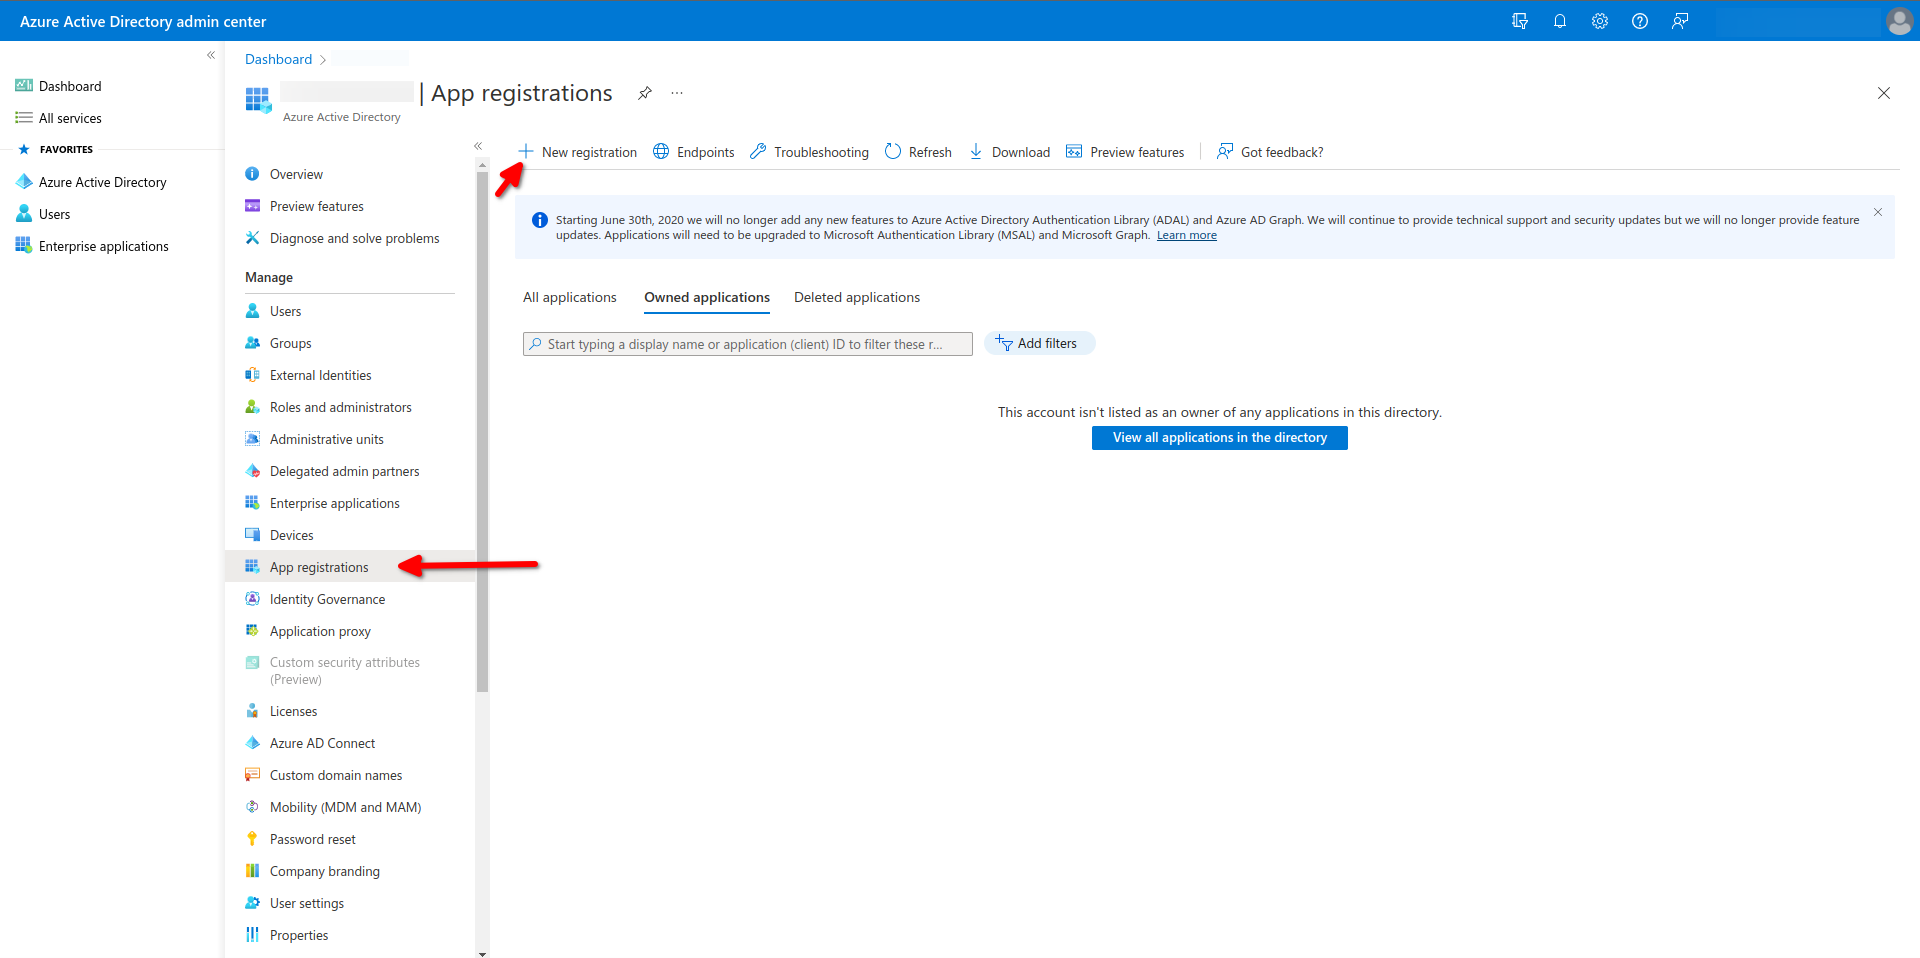 Azure Active Directory admin center
Dashboard
All services
FAVORITES
Azure Active Directory
Users
Enterprise applications
Dashboard
| App registrations
Azure Active Directory
Overview
Preview features
Diagnose and solve problems
Manage
Users
Groups
External Identities
Roles and administrators
Administrative units
Delegated admin partners
Enterprise applications
Devices
App registrations
Identity Governance
Application proxy
Custom security attributes
(Preview)
Licenses
Azure AD Connect
Custom domain names
Mobility (MDM and MAM)
Password reset
Company branding
User settings
Properties
New registration Endpoints Troubleshooting Refresh Download Preview features Got feedback?
Starting June 30th, 2020 we will no longer add any new features to Azure Active Directory Authentication Library (ADAL) and Azure AD Graph. We will continue to provide technical support and security updates but we will no longer provide feature
updates. Applications will need to be upgraded to Microsoft Authentication Library (MSAL) and Microsoft Graph. Learn more
All applications Owned applications Deleted applications
Start typing a display name or application (client) ID to filter these r... Add filters
This account isn't listed as an owner of any applications in this directory.
View all applications in the directory